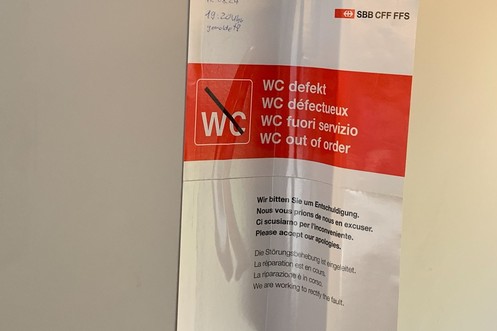 SBB CFF FFS
WC defekt
WC défectueux
WC fuori servizio
WC out of order
WC
Wir bitten Sie um Entschuldigung.
Nous vous prions de nous en excuser.
Ci scusiamo per l'inconveniente.
Please accept our apologies.
Die Störungsbehebung ist eingeleitet.
La réparation est en cours.
La riparazione è in corso.
We are working to rectify the fault.